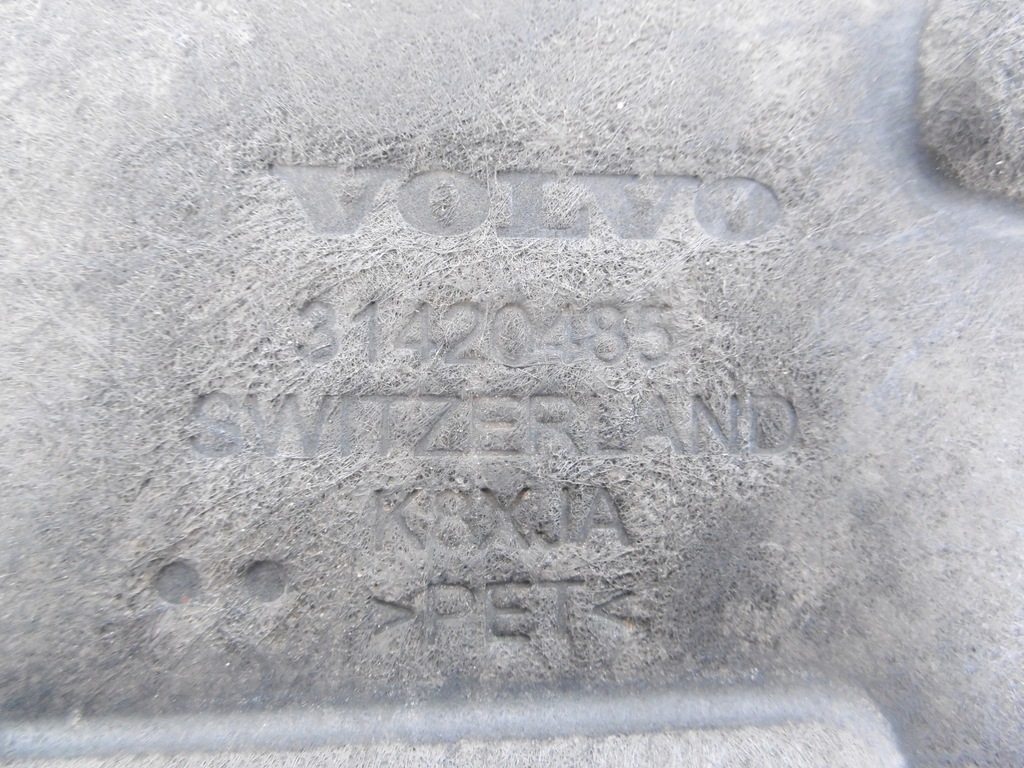 VOLVO
31420485
SWITZERLAND
K8XJA
>PET<